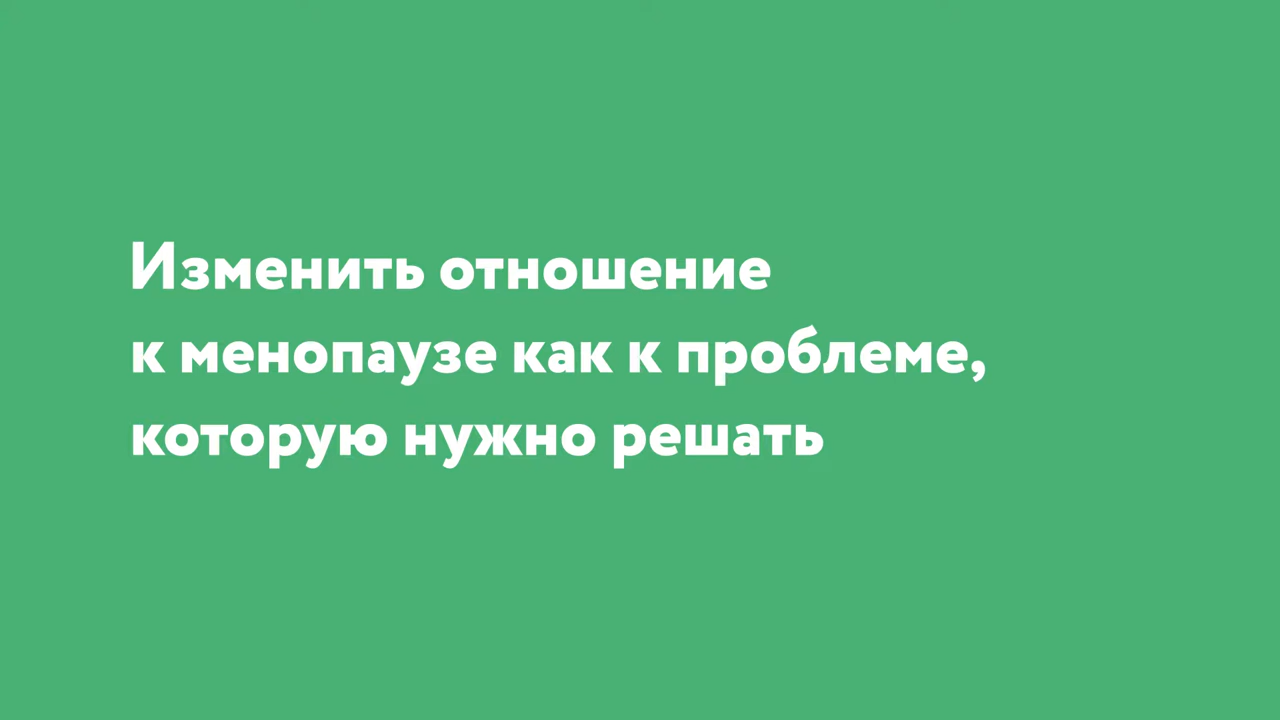 Изменить отношение
к менопаузе как к проблеме,
которую нужно решать